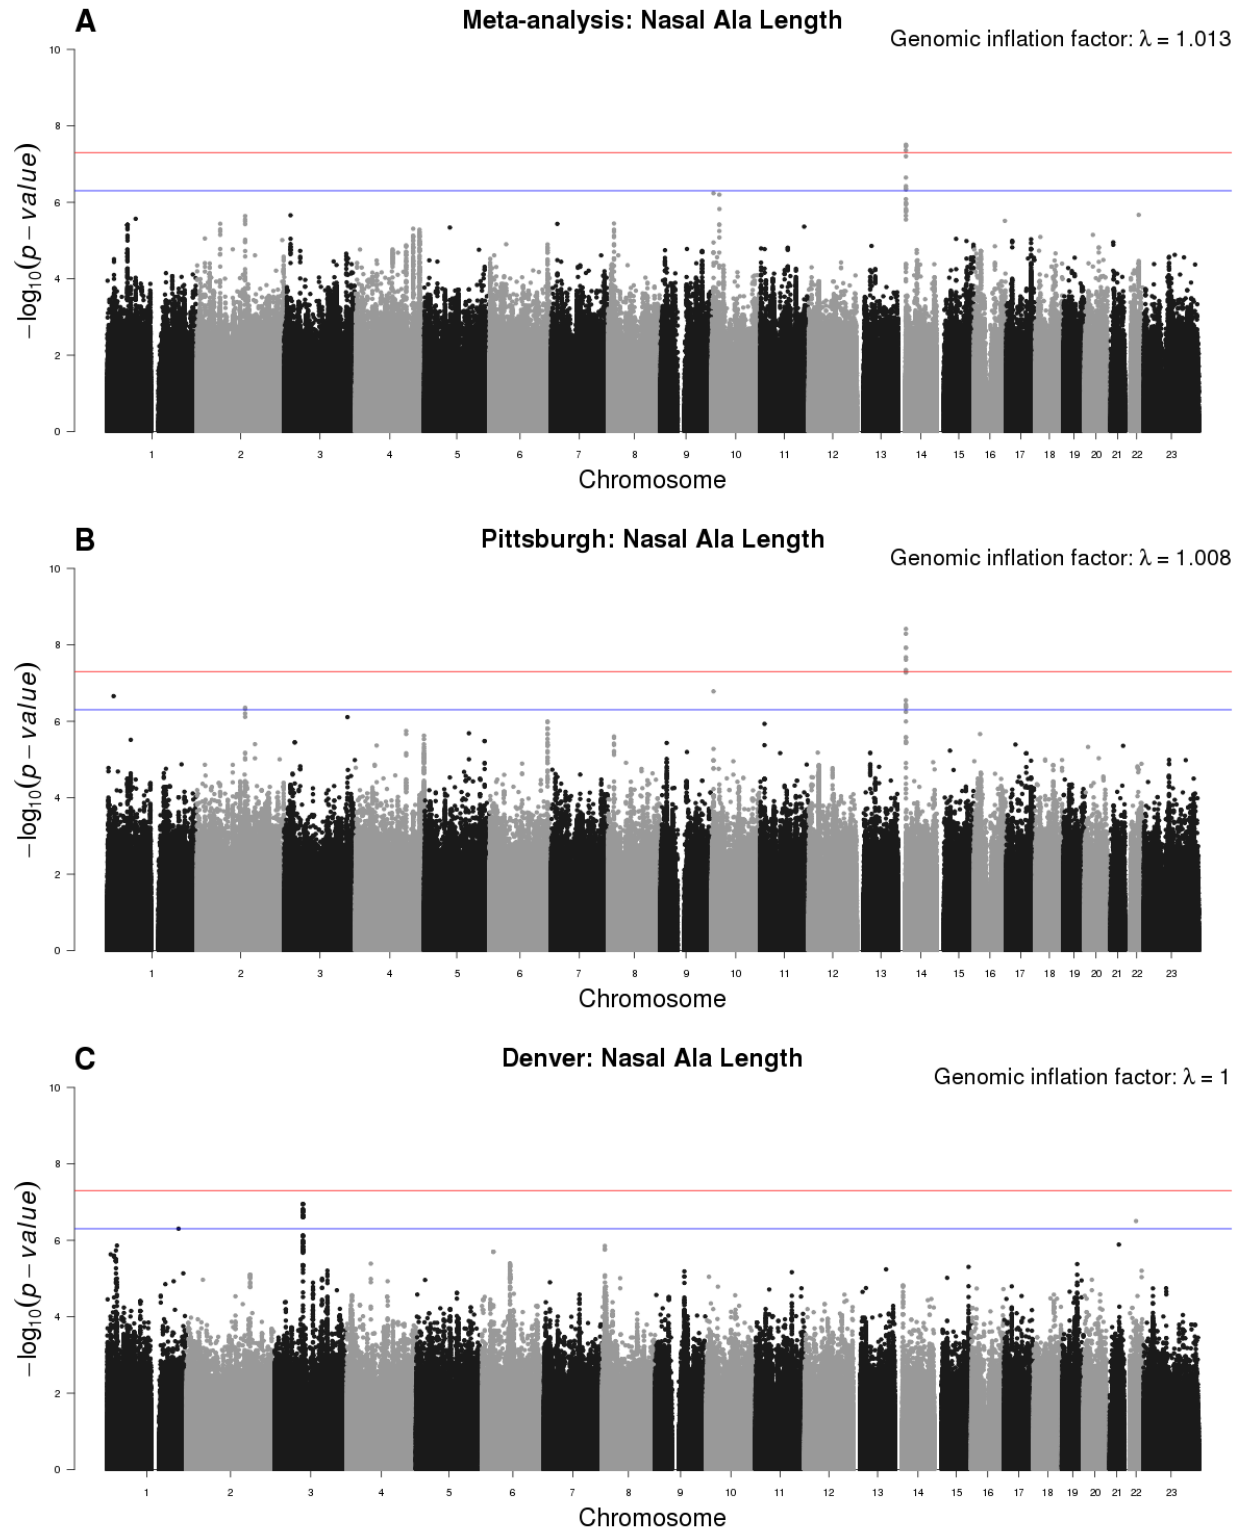 A
Meta-analysis: Nasal Ala Length
Genomic inflation factor: λ = 1.013
10
8
6
4
2
0
−log10(p − value)
1 2 3 4 5 6 7 8 9 10 11 12 13 14 15 16 17 18 19 20 21 22 23
Chromosome
B
Pittsburgh: Nasal Ala Length
Genomic inflation factor: λ = 1.008
10
8
6
4
2
0
−log10(p − value)
1 2 3 4 5 6 7 8 9 10 11 12 13 14 15 16 17 18 19 20 21 22 23
Chromosome
C
Denver: Nasal Ala Length
Genomic inflation factor: λ = 1
10
8
6
4
2
0
−log10(p − value)
1 2 3 4 5 6 7 8 9 10 11 12 13 14 15 16 17 18 19 20 21 22 23
Chromosome